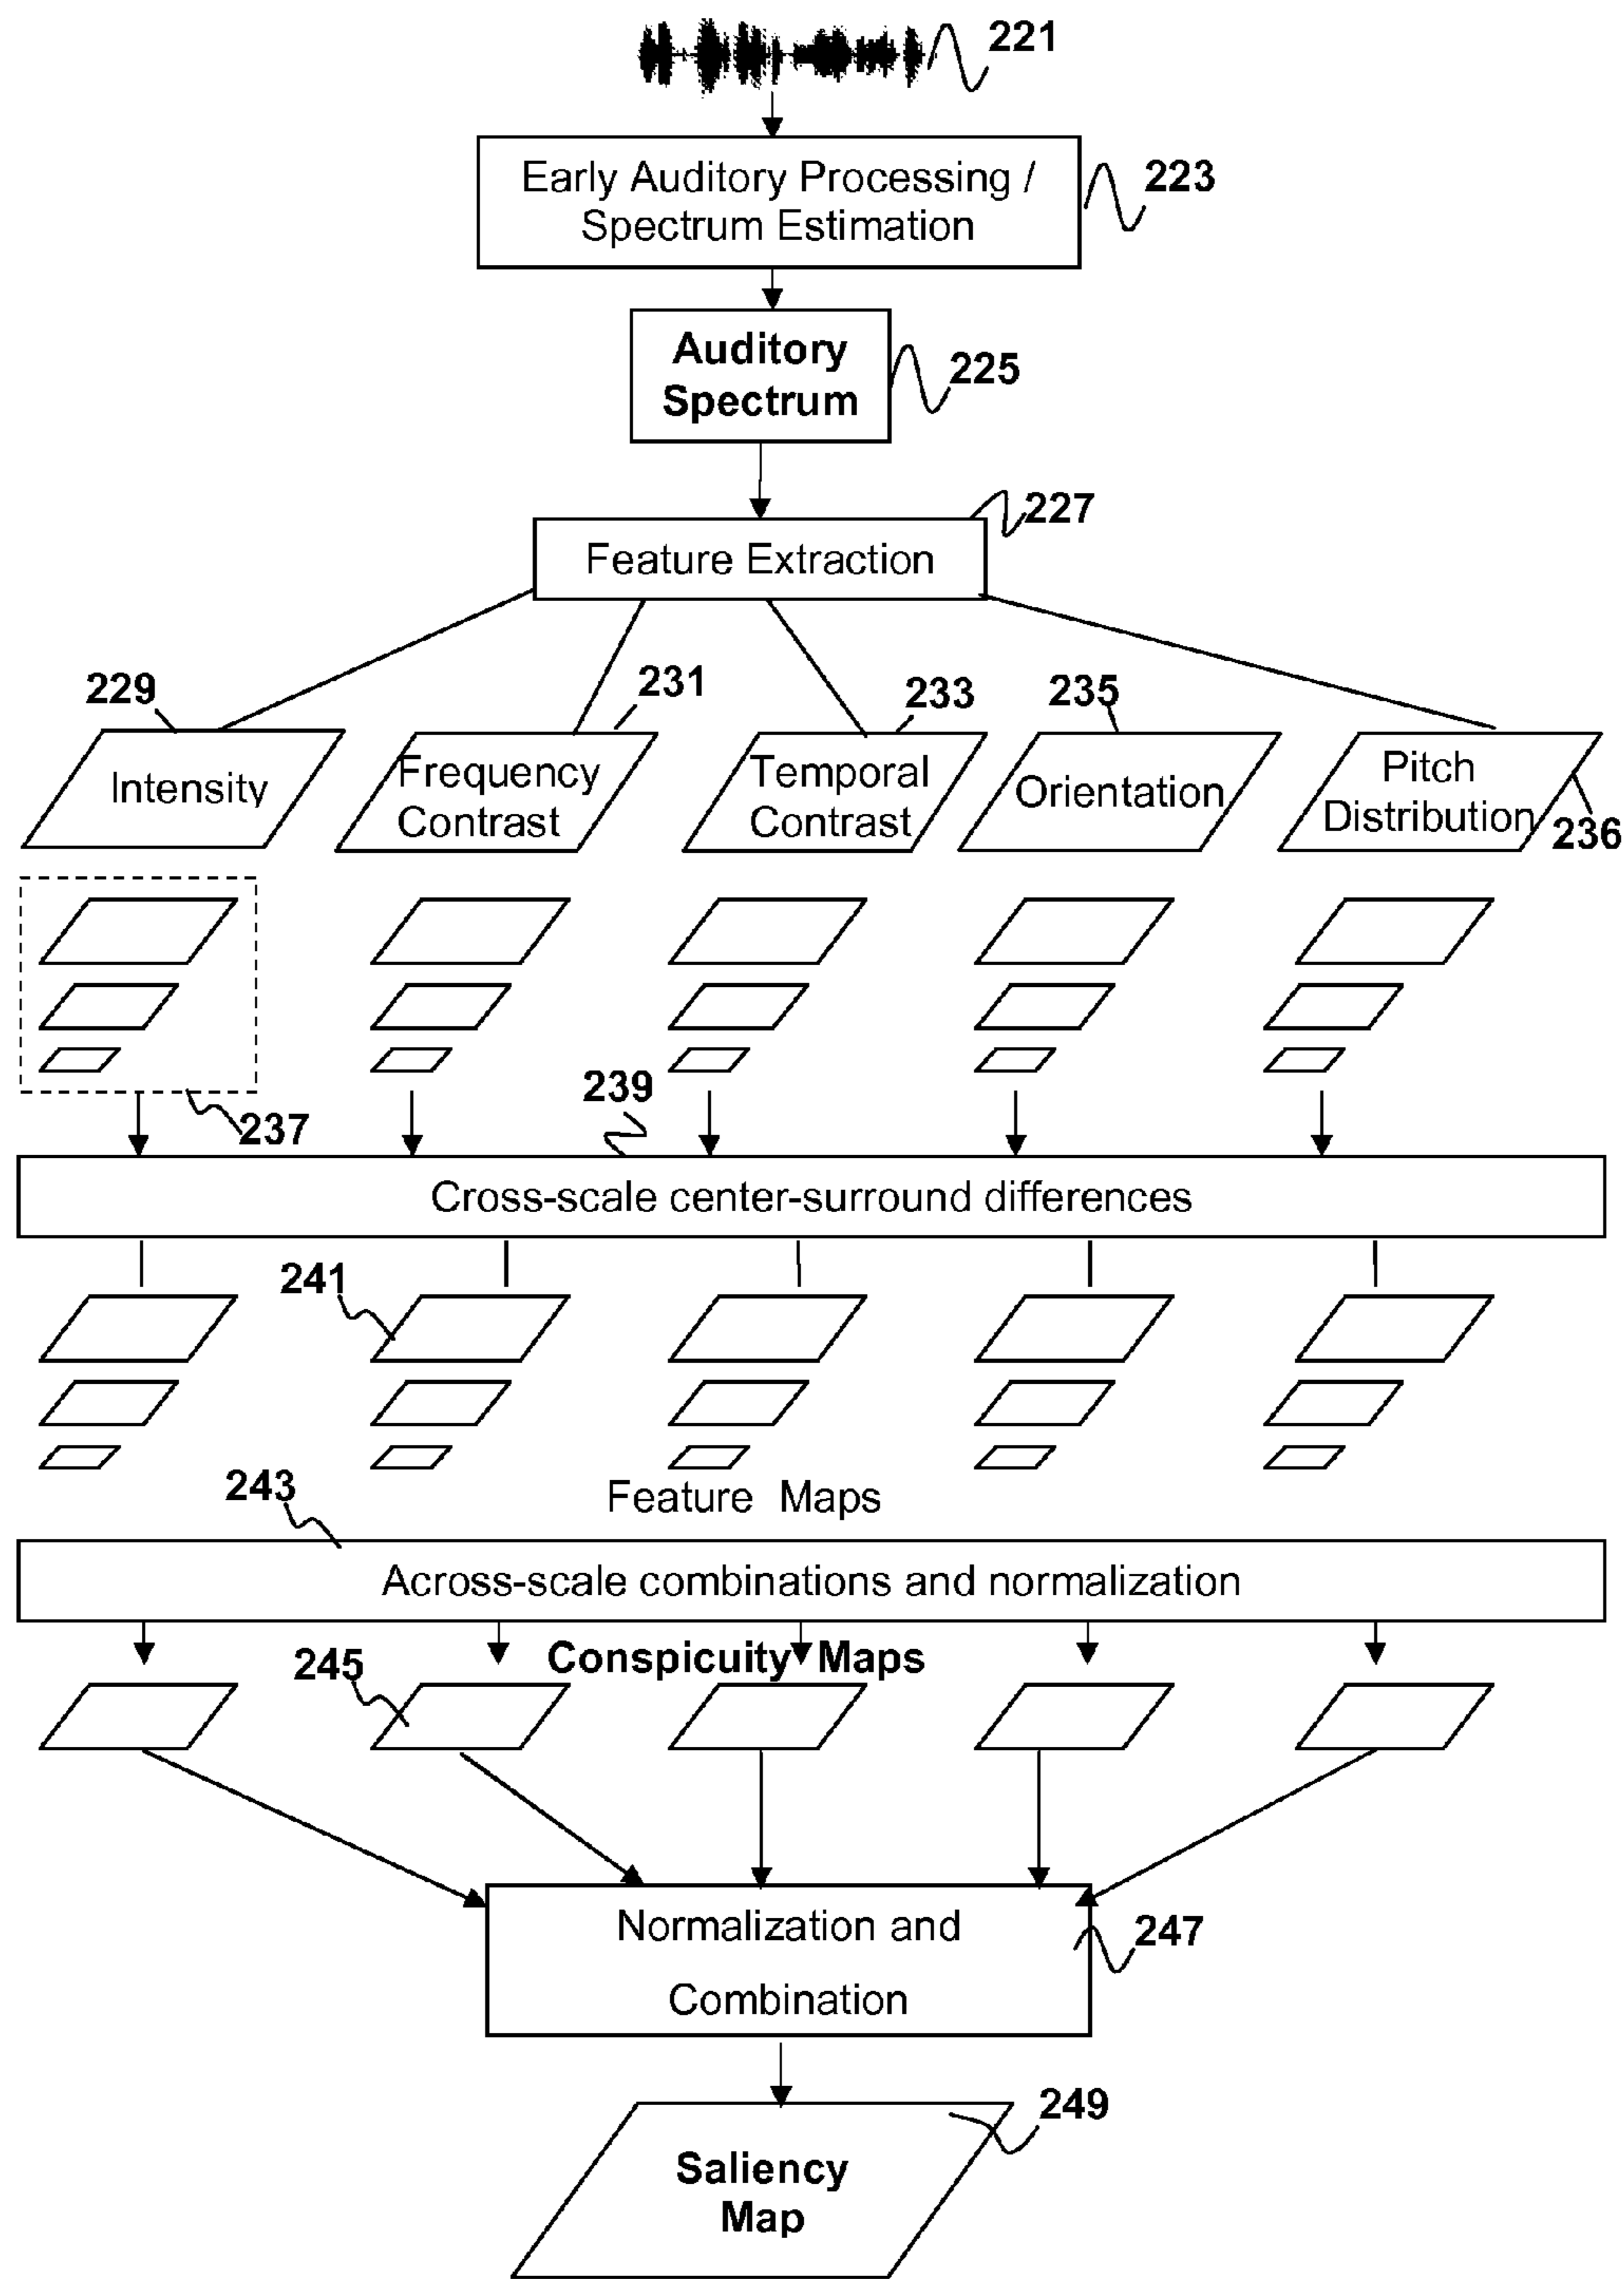 221
Early Auditory Processing /
Spectrum Estimation
223
Auditory
Spectrum
225
227
Feature Extraction
229
231
233
235
Intensity
Frequency
Contrast
Temporal
Contrast
Orientation
Pitch
Distribution
236
237
239
Cross-scale center-surround differences
241
Feature Maps
243
Across-scale combinations and normalization
Conspicuity Maps
245
Normalization and
Combination
247
249
Saliency
Map